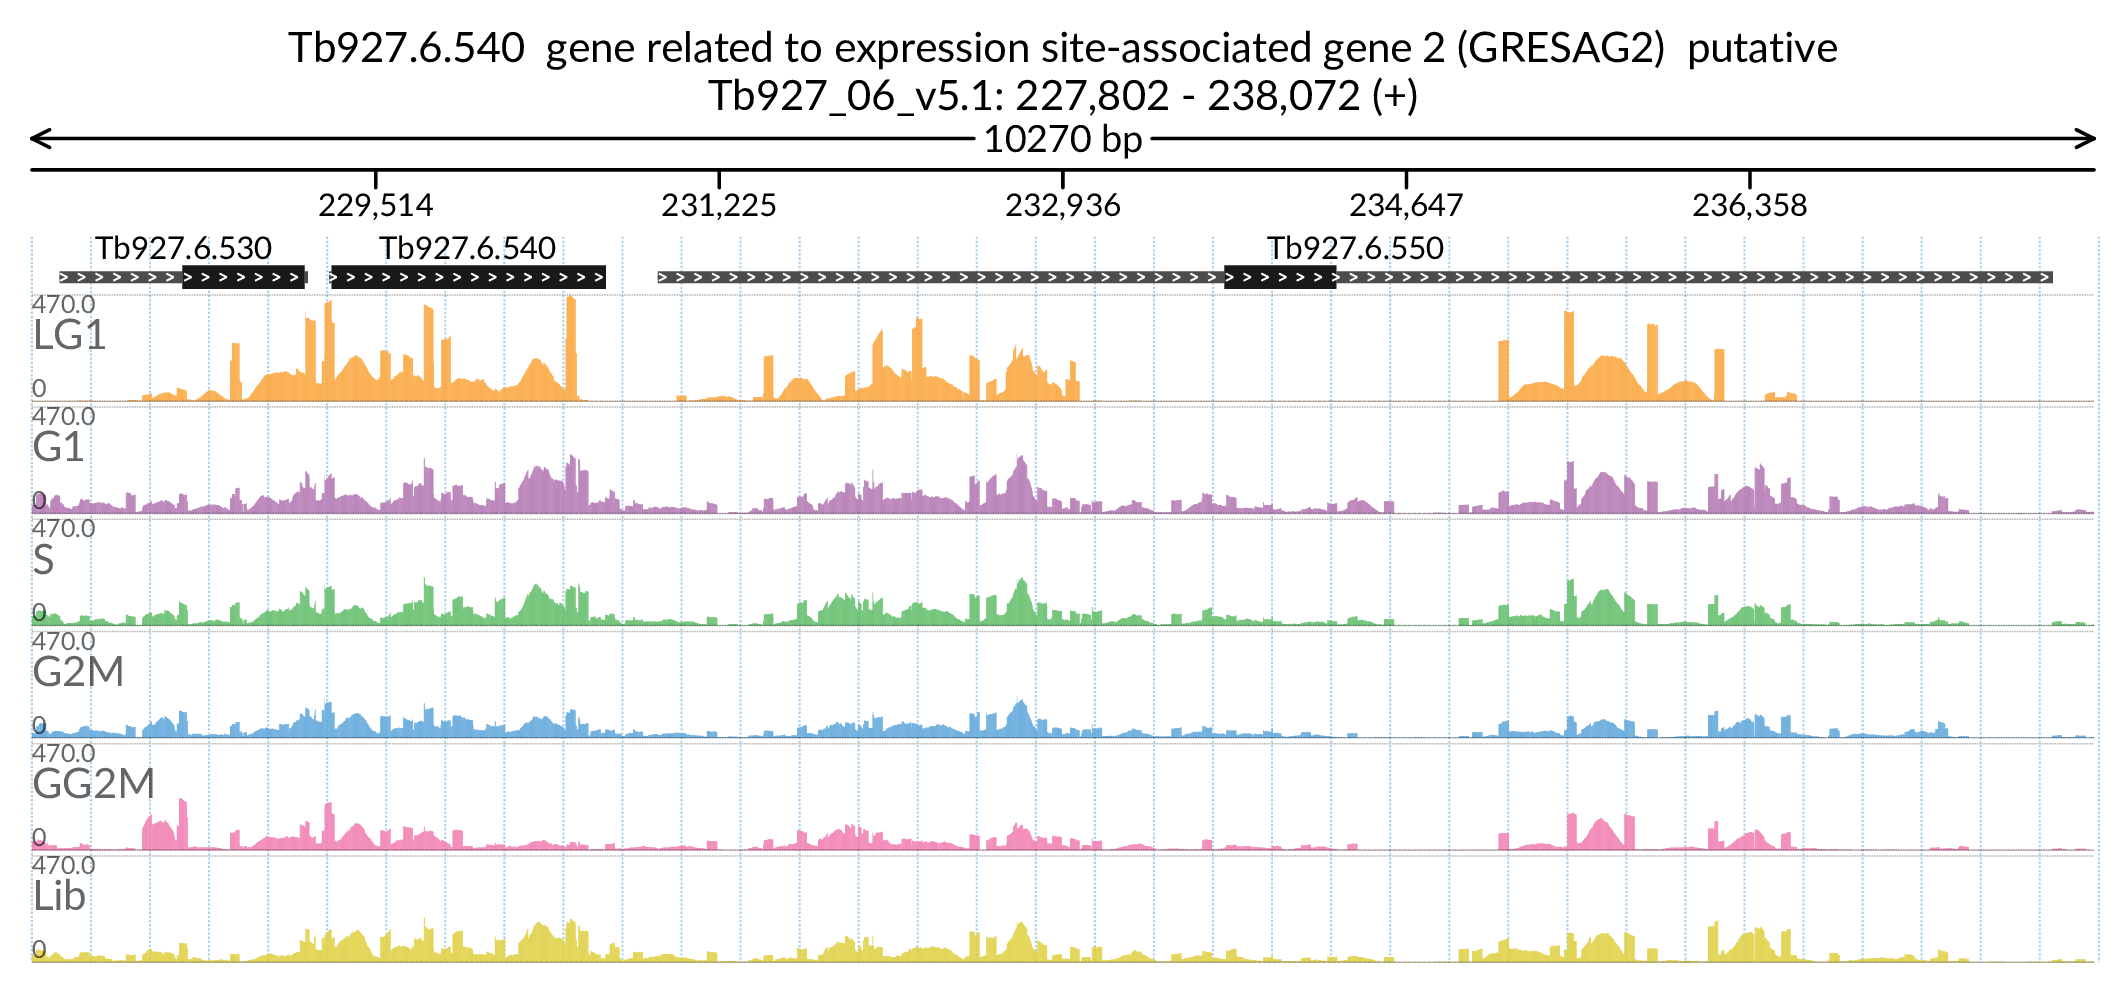 Tb927.6.540  gene related to expression site-associated gene 2 (GRESAG2)  putative
Tb927_06_v5.1: 227,802 - 238,072 (+)
10270 bp
229,514 231,225 232,936 234,647 236,358
Tb927.6.530 Tb927.6.540 Tb927.6.550
470.0
LG1
0
470.0
G1
0
470.0
S
0
470.0
G2M
0
470.0
GG2M
0
470.0
Lib
0